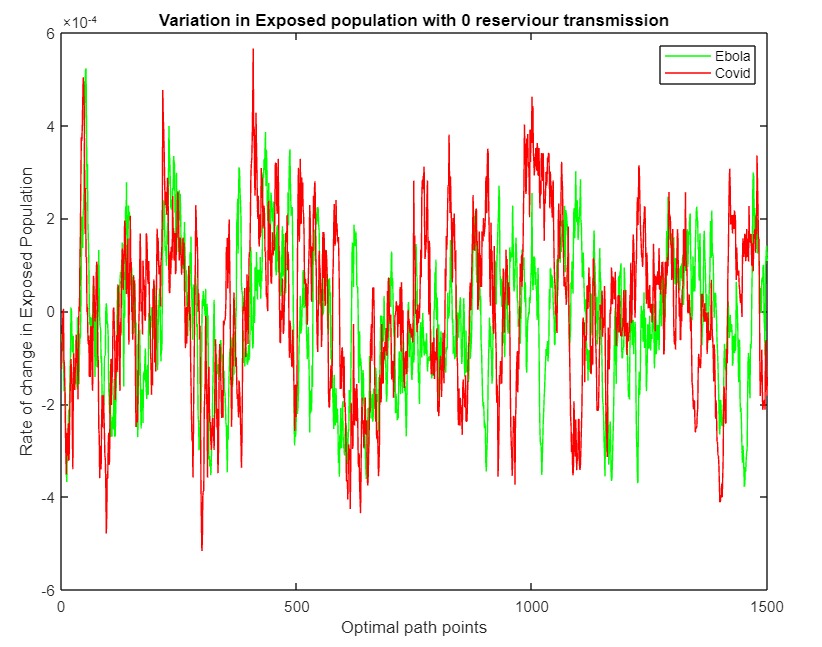 Variation in Exposed population with 0 reserviour transmission
×10-4
Ebola
Covid
6
4
2
0
-2
-4
-6
Rate of change in Exposed Population
0 500 1000 1500
Optimal path points